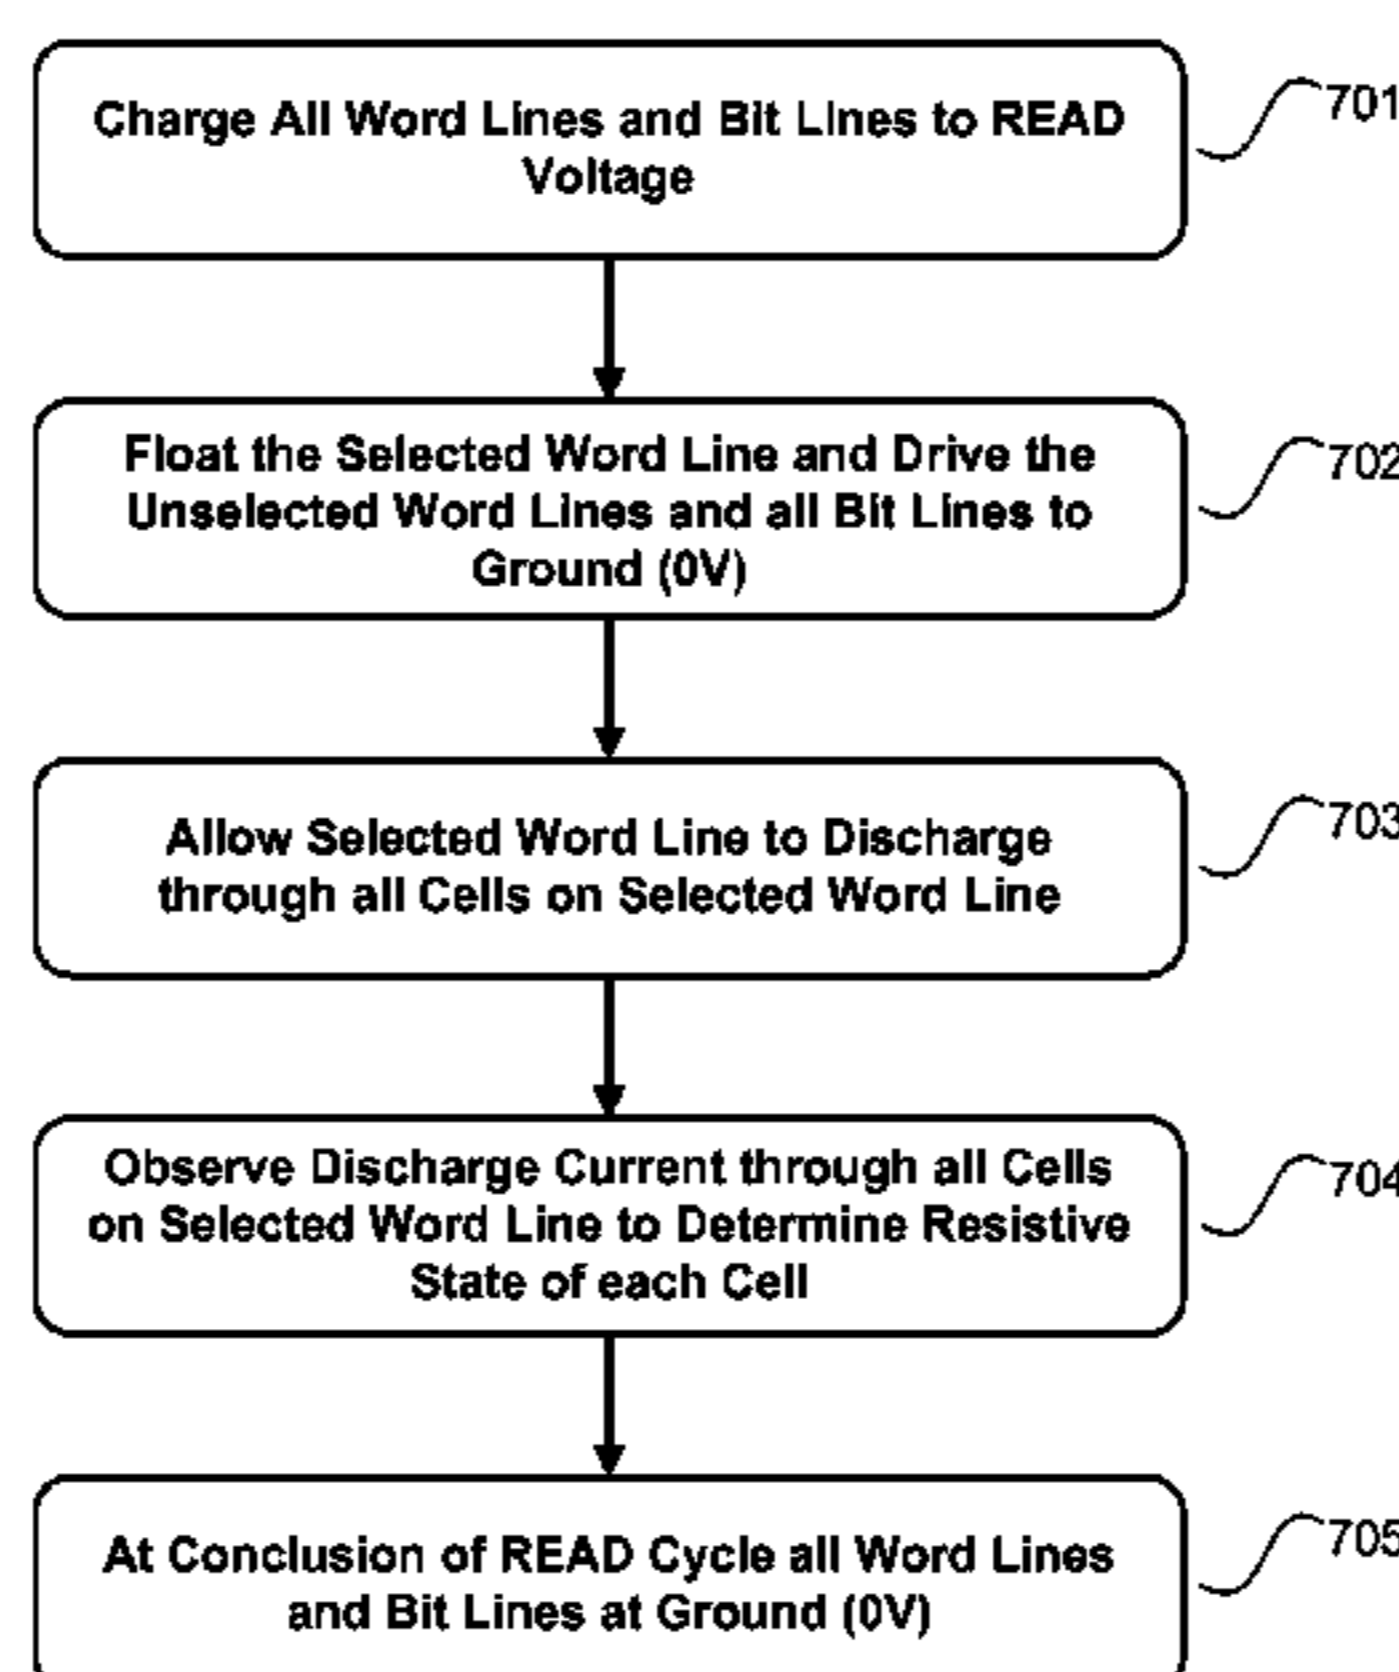 Charge All Word Lines and Bit Lines to READ
Voltage
701
Float the Selected Word Line and Drive the
Unselected Word Lines and all Bit Lines to
Ground (0V)
702
Allow Selected Word Line to Discharge
through all Cells on Selected Word Line
703
Observe Discharge Current through all Cells
on Selected Word Line to Determine Resistive
State of each Cell
704
At Conclusion of READ Cycle all Word Lines
and Bit Lines at Ground (0V)
705